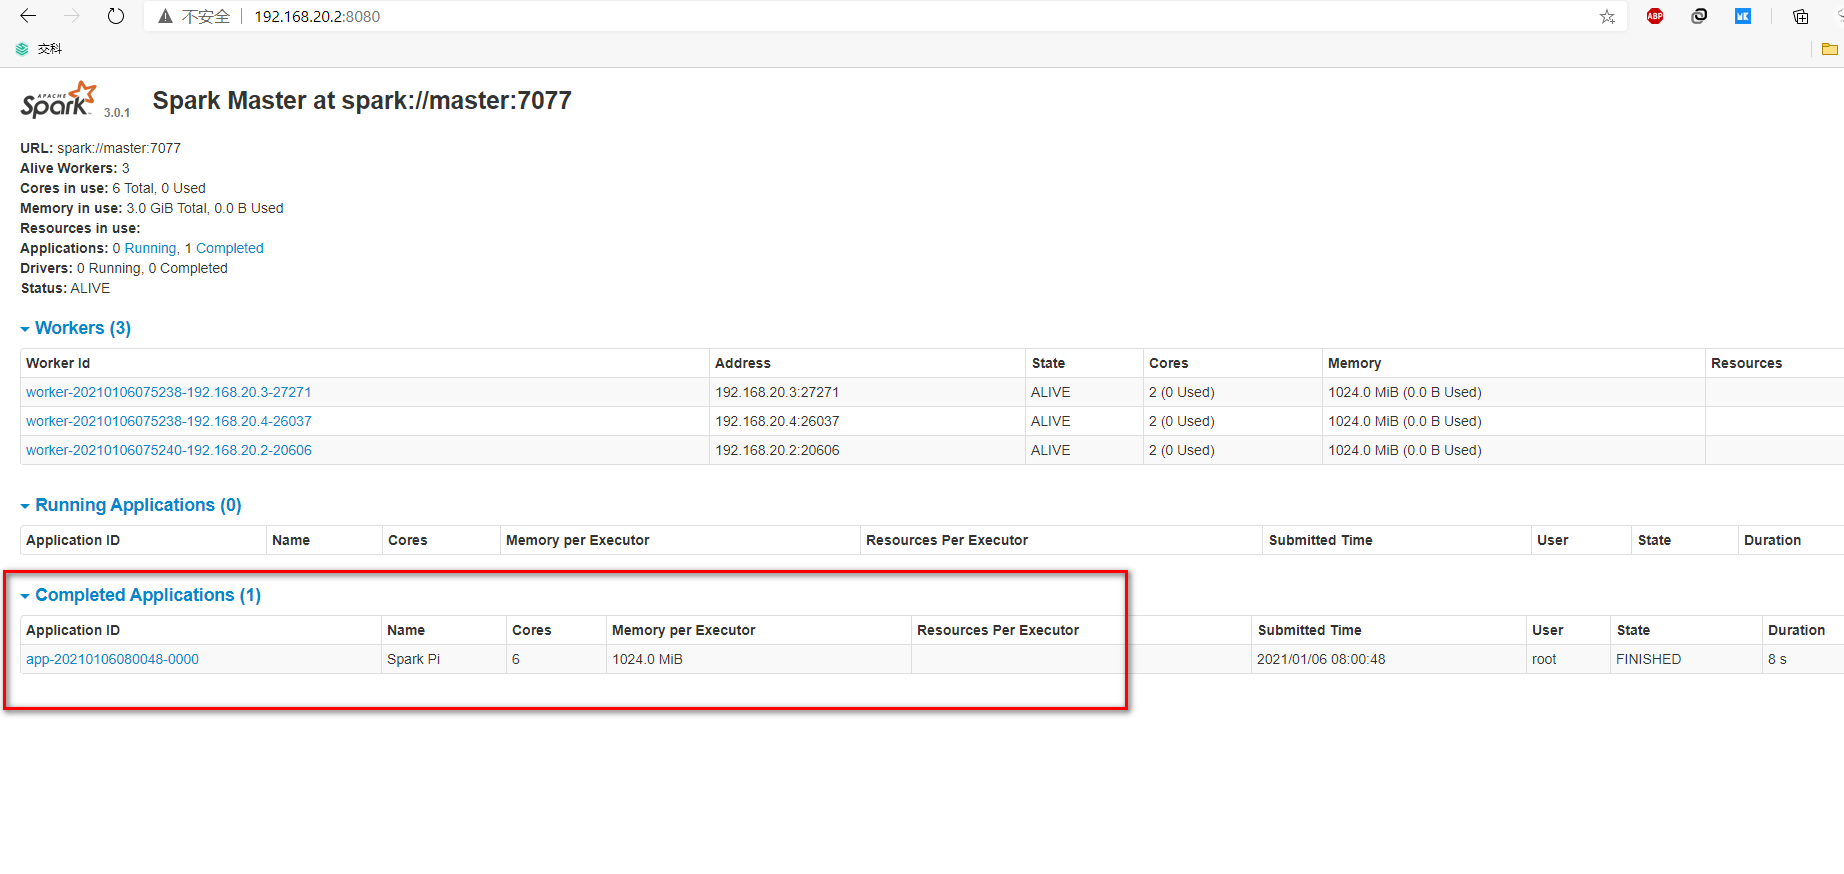 不安全 192.168.20.2:8080
ABP
交科
APACHE
Spark 3.0.1 Spark Master at spark://master:7077
URL: spark://master:7077
Alive Workers: 3
Cores in use: 6 Total, 0 Used
Memory in use: 3.0 GiB Total, 0.0 B Used
Resources in use:
Applications: 0 Running, 1 Completed
Drivers: 0 Running, 0 Completed
Status: ALIVE
Workers (3)
Worker Id Address State Cores Memory Resources
worker-20210106075238-192.168.20.3-27271 192.168.20.3:27271 ALIVE 2 (0 Used) 1024.0 MiB (0.0 B Used)
worker-20210106075238-192.168.20.4-26037 192.168.20.4:26037 ALIVE 2 (0 Used) 1024.0 MiB (0.0 B Used)
worker-20210106075240-192.168.20.2-20606 192.168.20.2:20606 ALIVE 2 (0 Used) 1024.0 MiB (0.0 B Used)
Running Applications (0)
Application ID Name Cores Memory per Executor Resources Per Executor Submitted Time User State Duration
Completed Applications (1)
Application ID Name Cores Memory per Executor Resources Per Executor Submitted Time User State Duration
app-20210106080048-0000 Spark Pi 6 1024.0 MiB 2021/01/06 08:00:48 root FINISHED 8 s